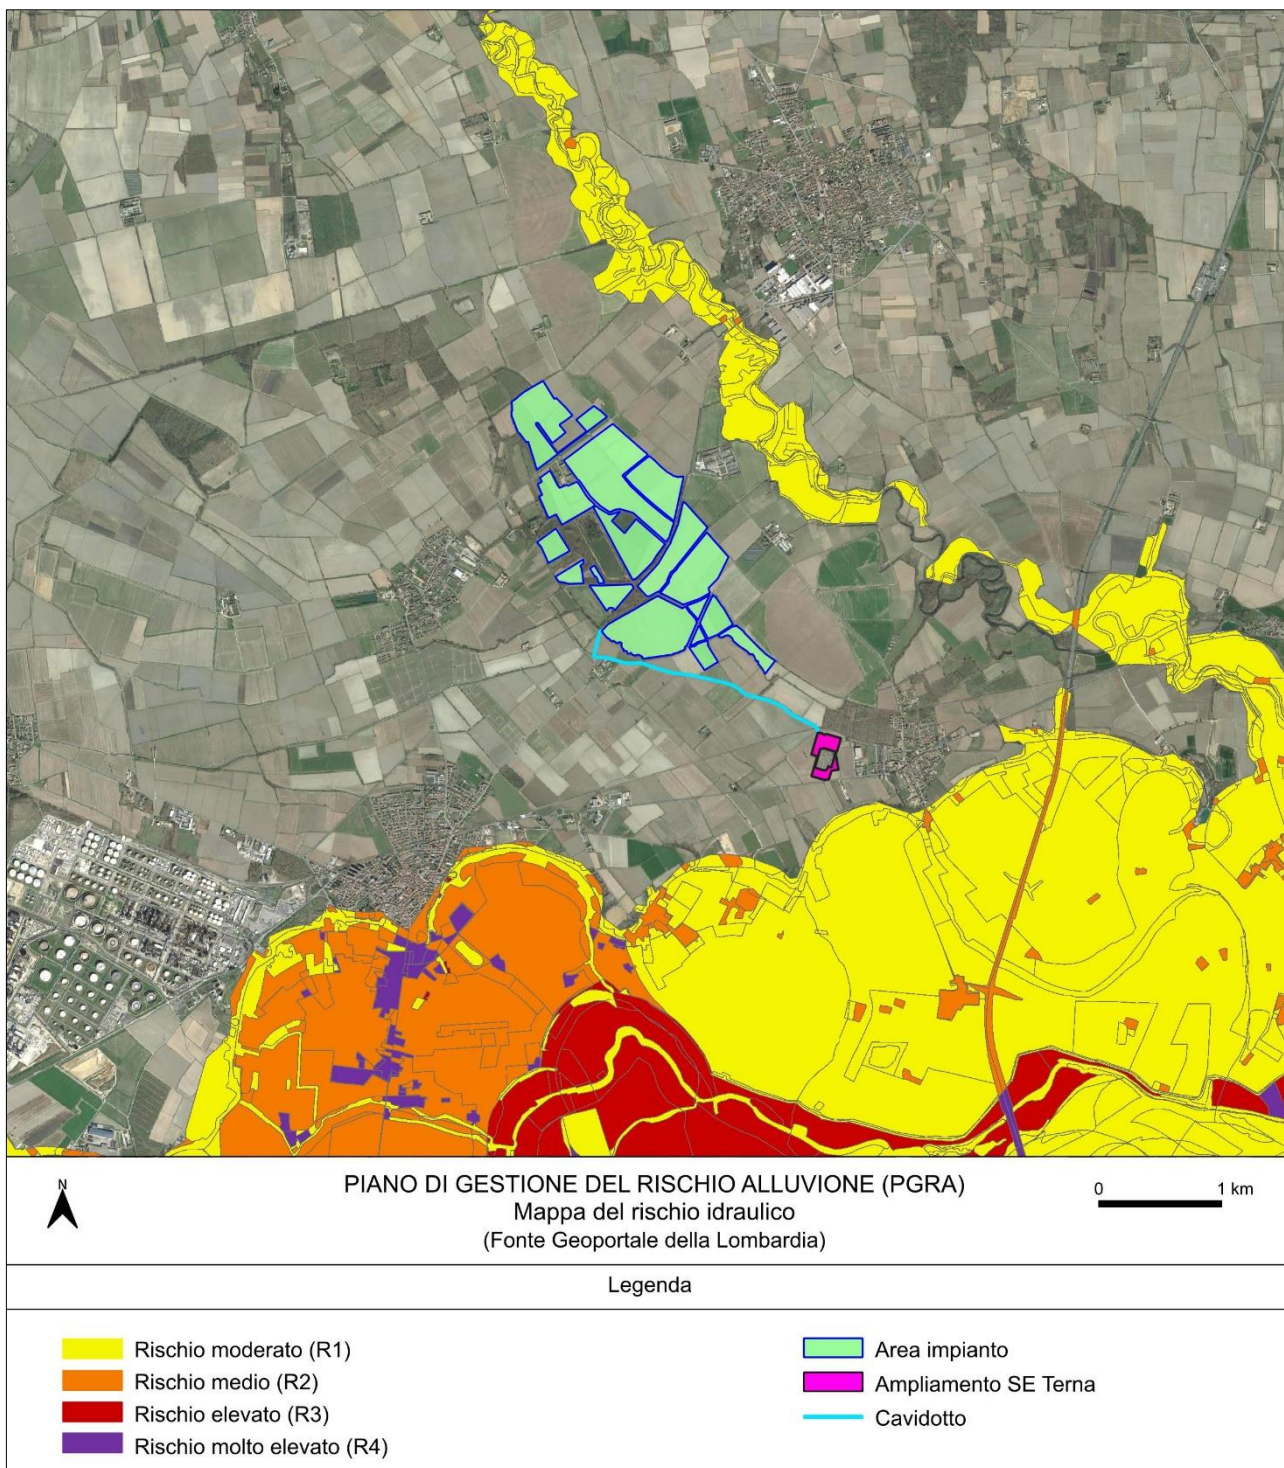 PIANO DI GESTIONE DEL RISCHIO ALLUVIONE (PGRA)
Mappa del rischio idraulico
(Fonte Geoportale della Lombardia)
N
0 1 km
Legenda
Rischio moderato (R1)
Rischio medio (R2)
Rischio elevato (R3)
Rischio molto elevato (R4)
Area impianto
Ampliamento SE Terna
Cavidotto